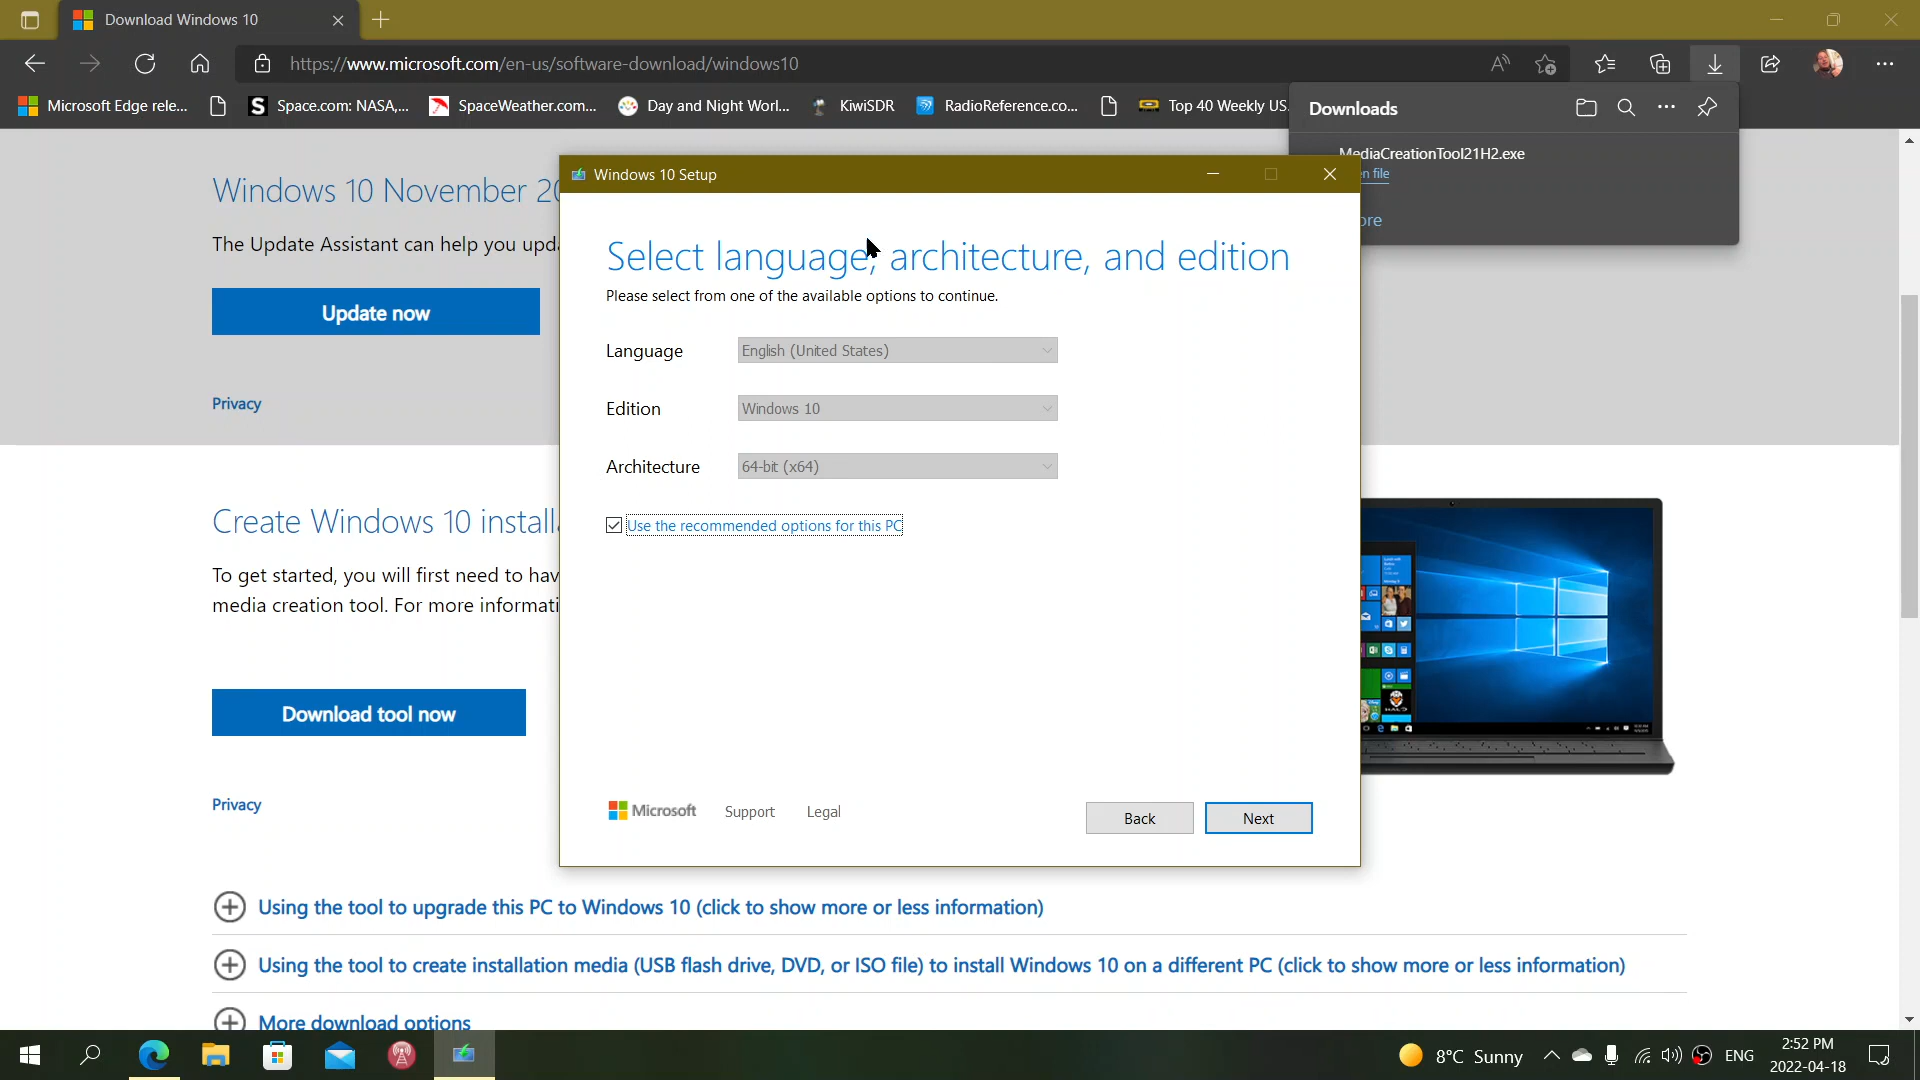 Download Windows 10
https://www.microsoft.com/en-us/software-download/windows10
Microsoft Edge rele...
Space.com: NASA,...
SpaceWeather.com...
Day and Night Worl...
KiwiSDR
RadioReference.co...
Top 40 Weekly US
Downloads
MediaCreationTool21H2.exe
en file
ore
Windows 10 November 20
The Update Assistant can help you upda
Update now
Privacy
Windows 10 Setup
Select language, architecture, and edition
Please select from one of the available options to continue.
Language English (United States)
Edition Windows 10
Architecture 64-bit (x64)
Use the recommended options for this PC
Microsoft Support Legal
Back Next
Create Windows 10 installa
To get started, you will first need to hav
media creation tool. For more informati
Download tool now
Privacy
Using the tool to upgrade this PC to Windows 10 (click to show more or less information)
Using the tool to create installation media (USB flash drive, DVD, or ISO file) to install Windows 10 on a different PC (click to show more or less information)
More download options
8°C Sunny
ENG
2:52 PM
2022-04-18